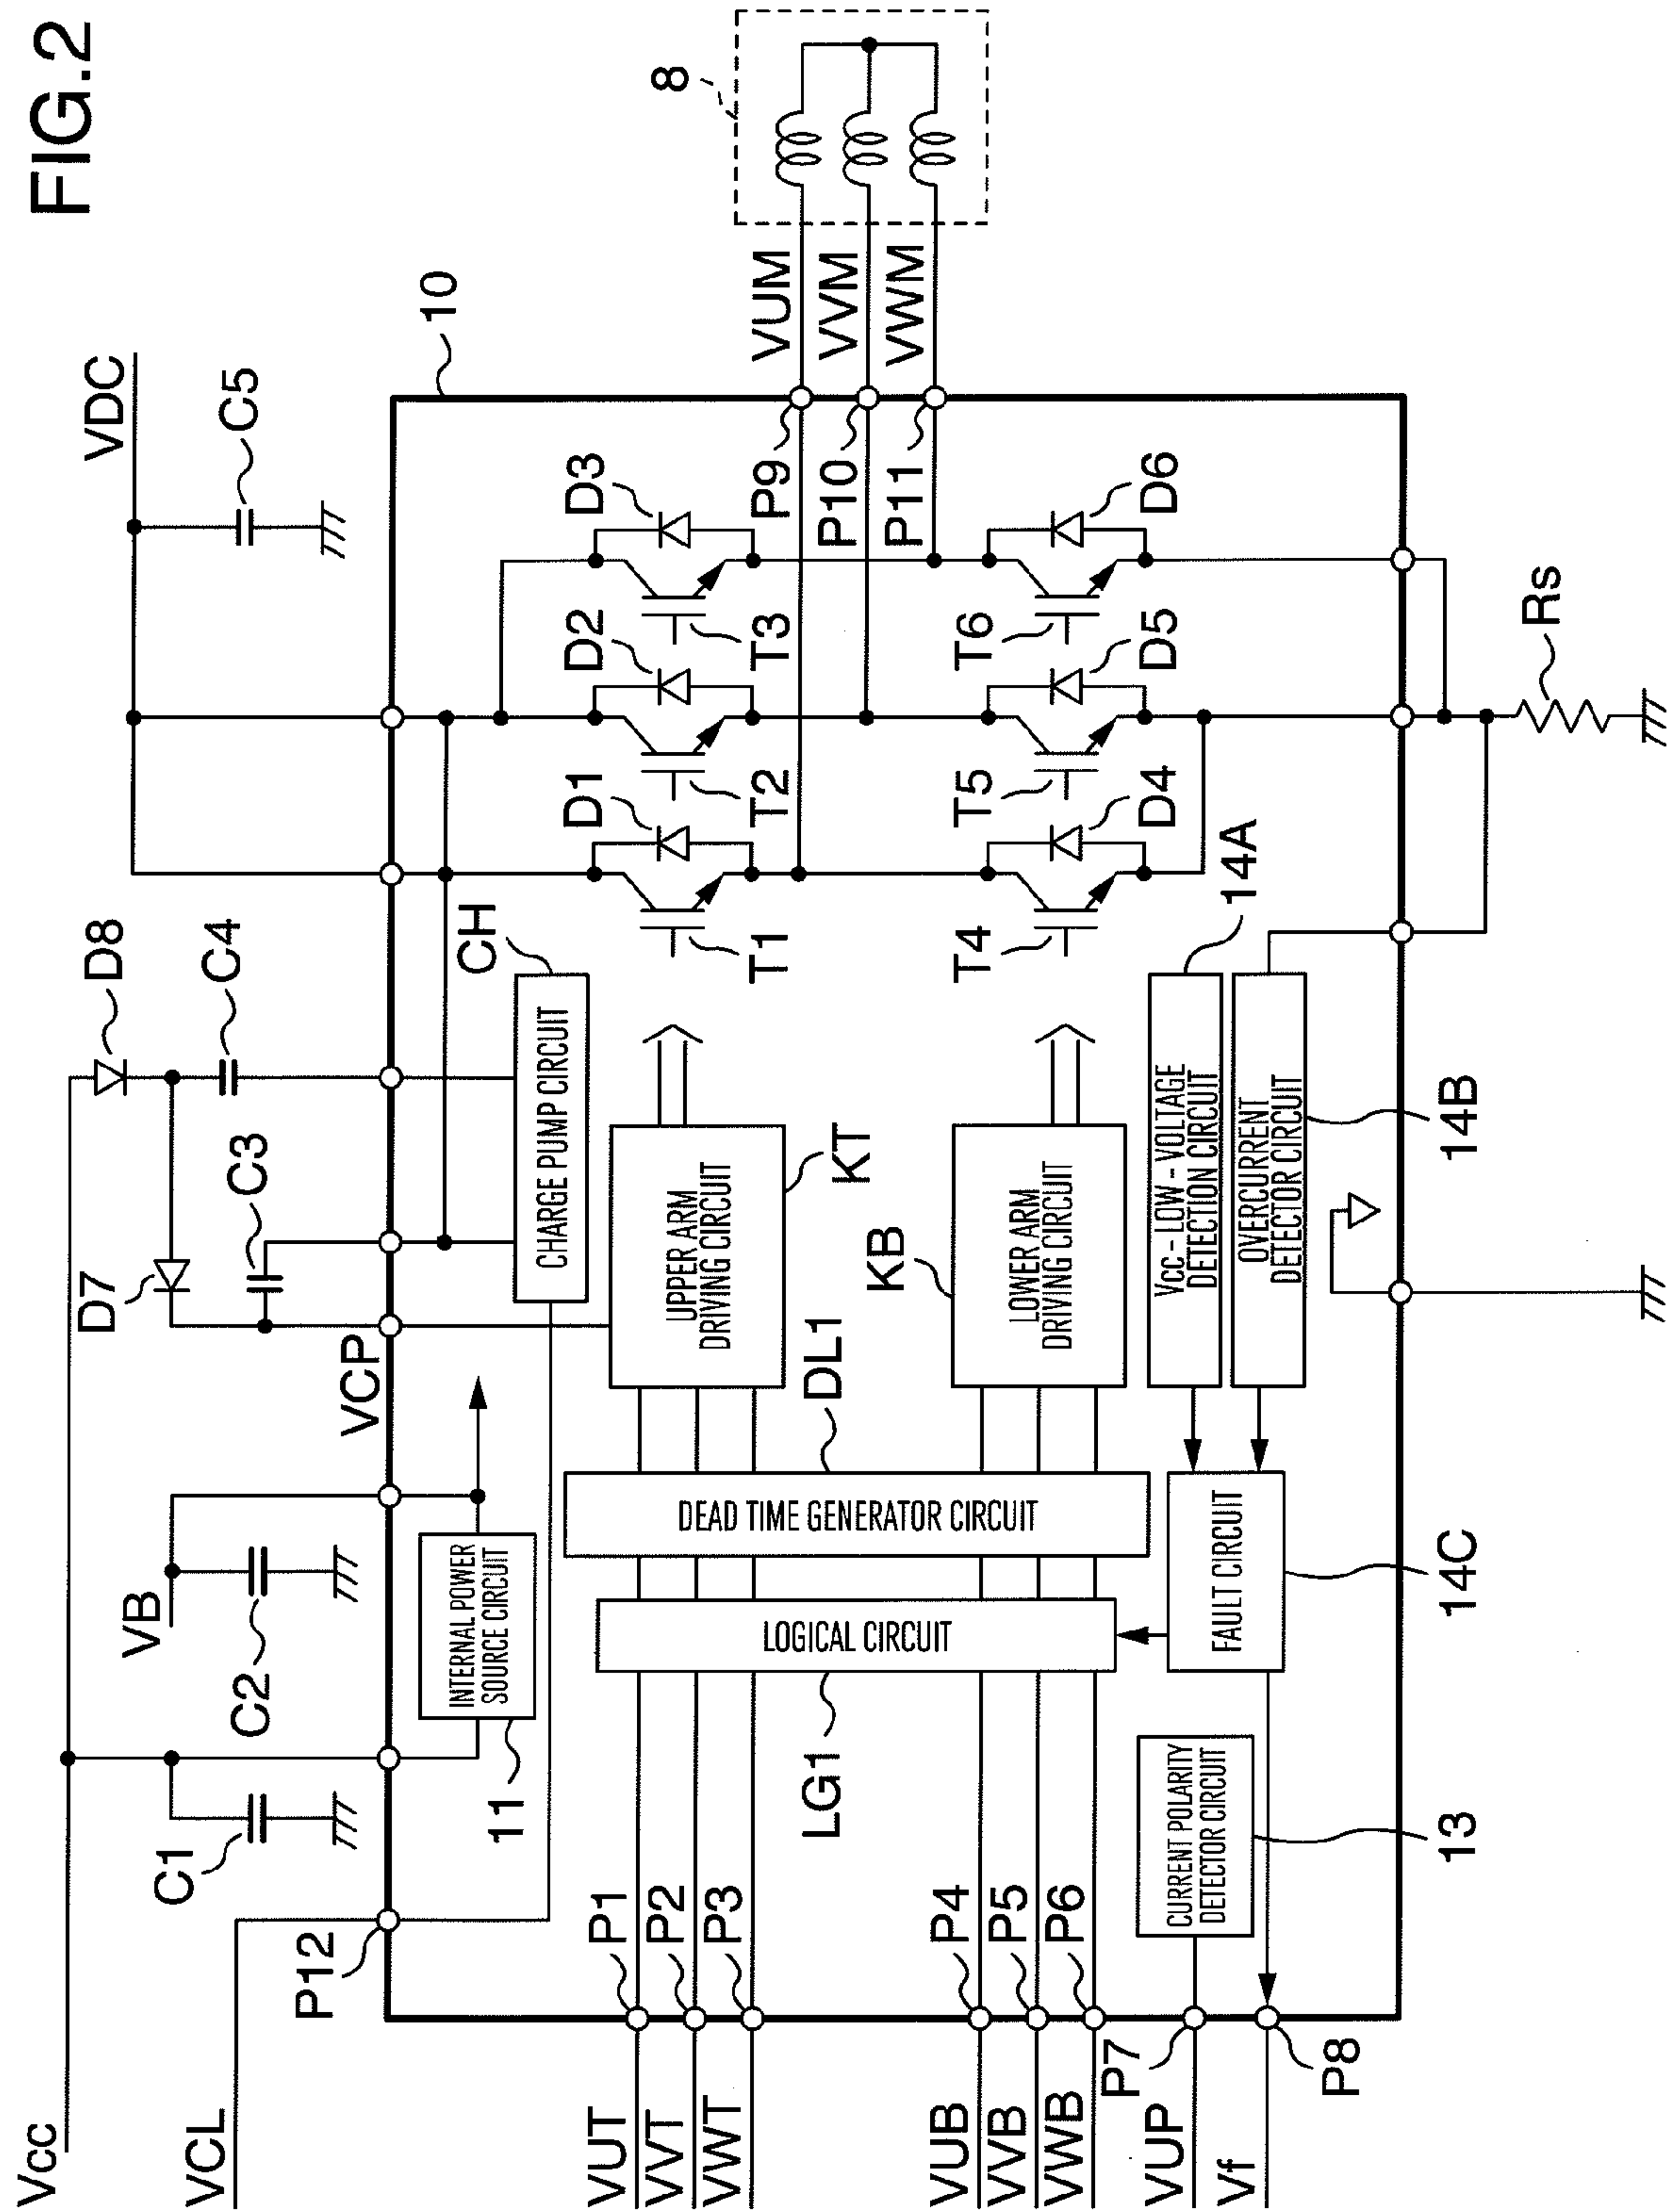 FIG.2
Vcc
VCL
C1
P12
VB
C2
VCP
D7
C3
D8
C4
VDC
C5
10
8
11
INTERNAL POWER
SOURCE CIRCUIT
CHARGE PUMP CIRCUIT
CH
D1
D2
D3
T1
T2
T3
VUM
VVM
VWM
P9
P10
P11
VUT
VVT
VWT
P1
P2
P3
LG1
LOGICAL CIRCUIT
DL1
DEAD TIME GENERATOR CIRCUIT
UPPER ARM
DRIVING CIRCUIT
KT
KB
LOWER ARM
DRIVING CIRCUIT
T4
T5
T6
D4
D5
D6
VUB
VVB
VWB
P4
P5
P6
VUP
Vf
P7
P8
CURRENT POLARITY
DETECTOR CIRCUIT
13
FAULT CIRCUIT
14C
Vcc-LOW-VOLTAGE
DETECTION CIRCUIT
14A
OVERCURRENT
DETECTOR CIRCUIT
14B
Rs